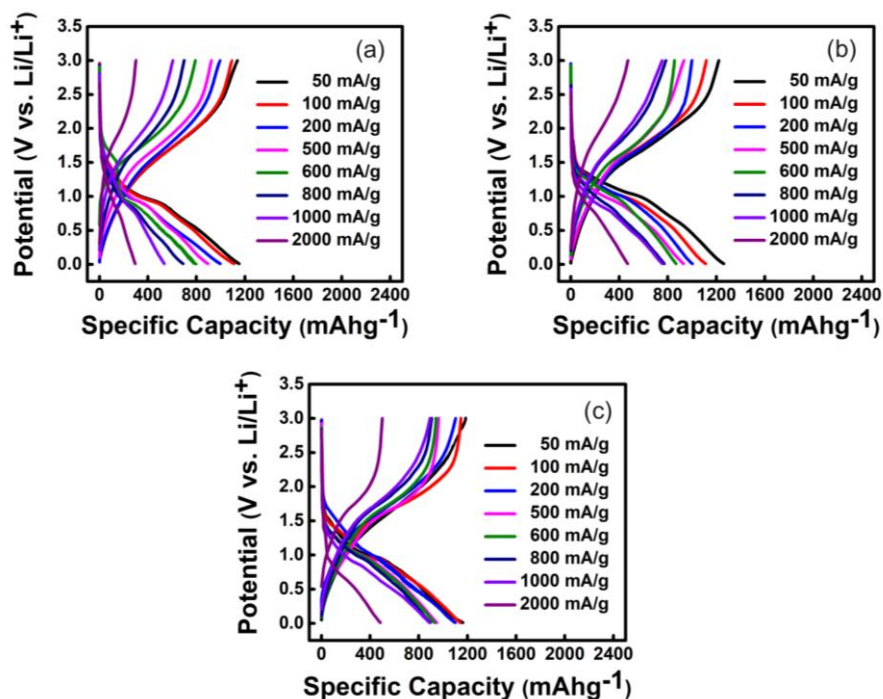 (a)
Potential (V vs. Li/Li⁺)
3.5
3.0
2.5
2.0
1.5
1.0
0.5
0.0
50 mA/g
100 mA/g
200 mA/g
500 mA/g
600 mA/g
800 mA/g
1000 mA/g
2000 mA/g
0 400 800 1200 1600 2000 2400
Specific Capacity (mAhg⁻¹)
(b)
Potential (V vs. Li/Li⁺)
3.5
3.0
2.5
2.0
1.5
1.0
0.5
0.0
50 mA/g
100 mA/g
200 mA/g
500 mA/g
600 mA/g
800 mA/g
1000 mA/g
2000 mA/g
0 400 800 1200 1600 2000 2400
Specific Capacity (mAhg⁻¹)
(c)
Potential (V vs. Li/Li⁺)
3.5
3.0
2.5
2.0
1.5
1.0
0.5
0.0
50 mA/g
100 mA/g
200 mA/g
500 mA/g
600 mA/g
800 mA/g
1000 mA/g
2000 mA/g
0 400 800 1200 1600 2000 2400
Specific Capacity (mAhg⁻¹)